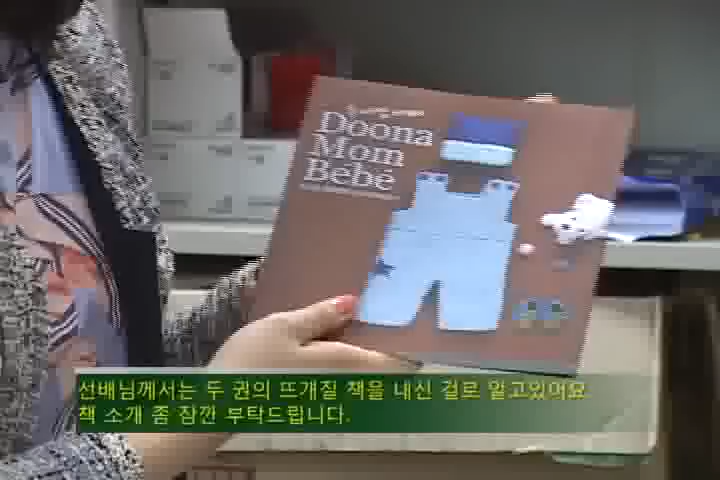 Doona
Mom
Bébé
선배님께서는 두 권의 뜨개질 책을 내신 걸로 알고있어요
책 소개 좀 잠깐 부탁드립니다.